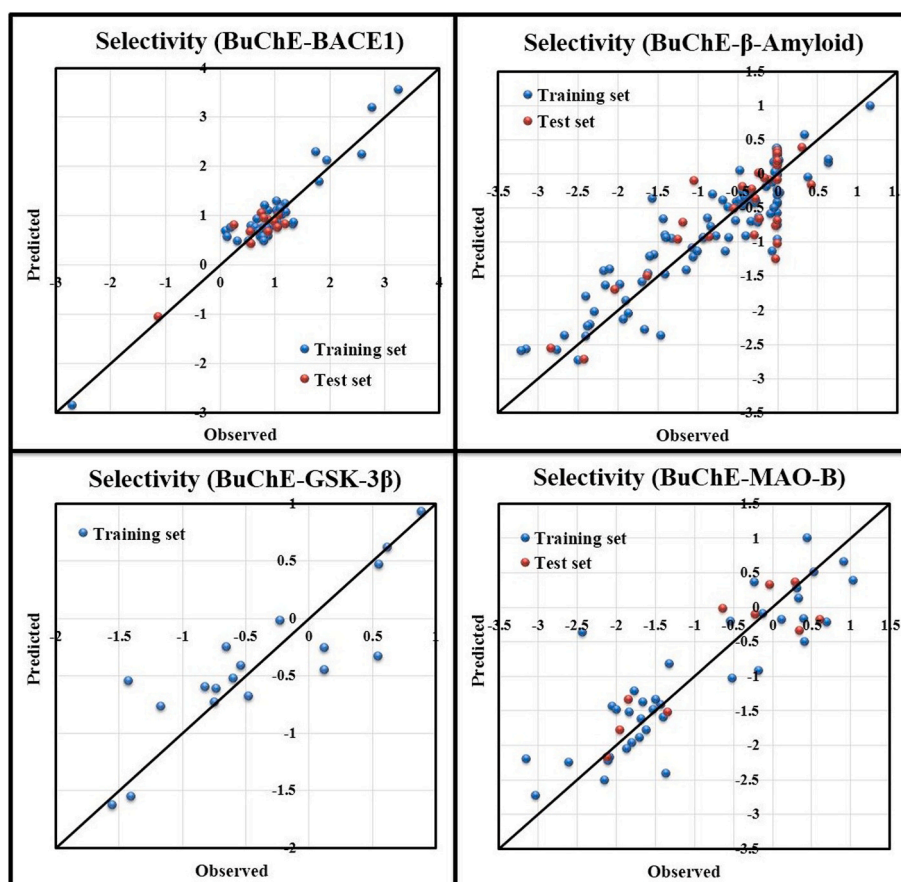 Selectivity (BuChE-BACE1)
4
3
2
1
0
-3 -2 -1 0 1 2 3 4
-1
-2
-3
Predicted
Training set
Test set
Observed
Selectivity (BuChE-β-Amyloid)
1.5
Training set
1
Test set
0.5
0
-3.5 -3 -2.5 -2 -1.5 -1 -0.5 0 0.5 1 1.5
-0.5
-1
-1.5
-2
-2.5
-3
-3.5
Predicted
Observed
Selectivity (BuChE-GSK-3β)
1
Training set
0.5
0
-2 -1.5 -1 -0.5 0 0.5 1
-0.5
-1
-1.5
-2
Predicted
Observed
Selectivity (BuChE-MAO-B)
1.5
Training set
1
Test set
0.5
0
-3.5 -3 -2.5 -2 -1.5 -1 -0.5 0 0.5 1 1.5
-0.5
-1
-1.5
-2
-2.5
-3
-3.5
Predicted
Observed